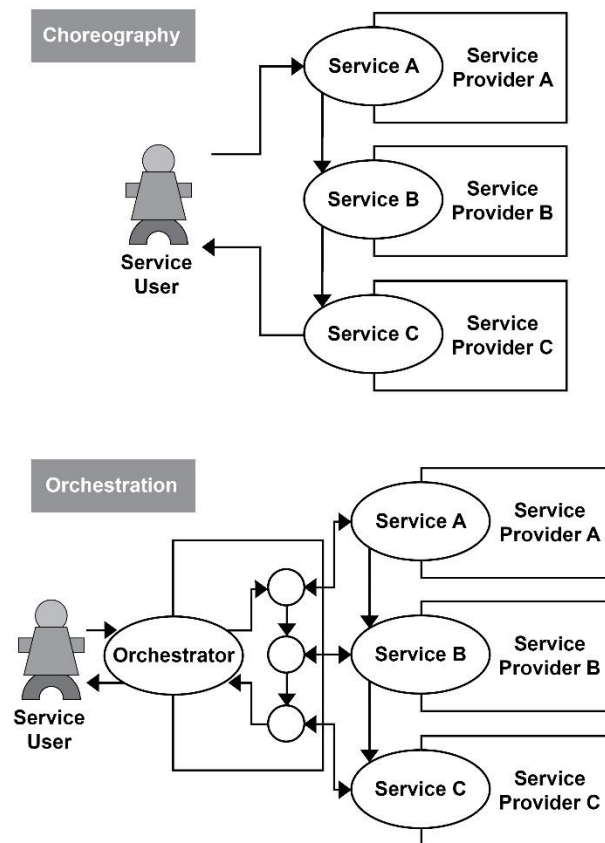 Choreography
Service A
Service
Provider A
Service B
Service
Provider B
Service
User
Service C
Service
Provider C
Orchestration
Service A
Service
Provider A
Orchestrator
Service B
Service
Provider B
Service
User
Service C
Service
Provider C